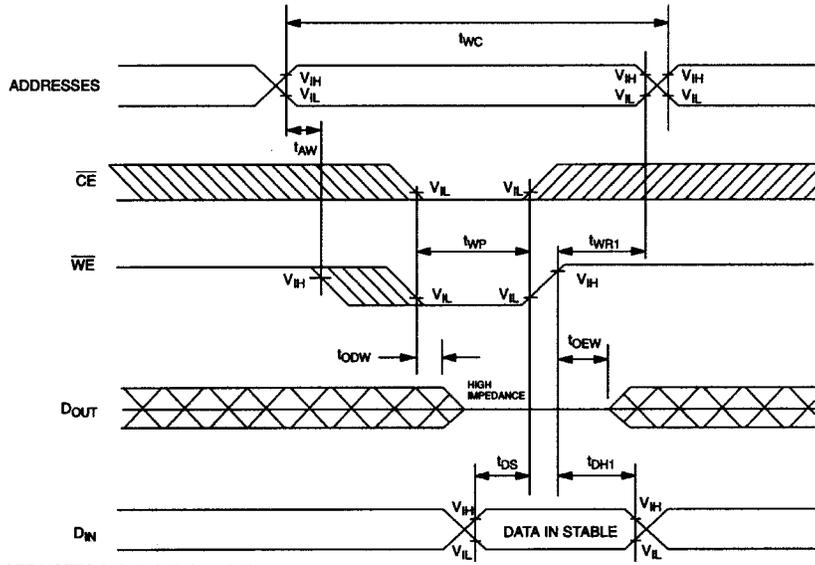 tWC
ADDRESSES
VIH VIH VIH
VIL VIL VIL
tAW
CE VIL VIL
tWP tWR1
WE
VIH VIL VIL VIH
tODW tOEW
HIGH
IMPEDANCE
DOUT
tDS tDH1
VIH VIH
DIN DATA IN STABLE
VIL VIL